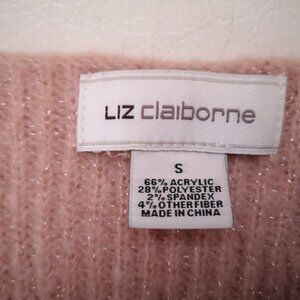 LIZ claiborne
S
66% ACRYLIC
28% POLYESTER
2% SPANDEX
4% OTHER FIBER
MADE IN CHINA